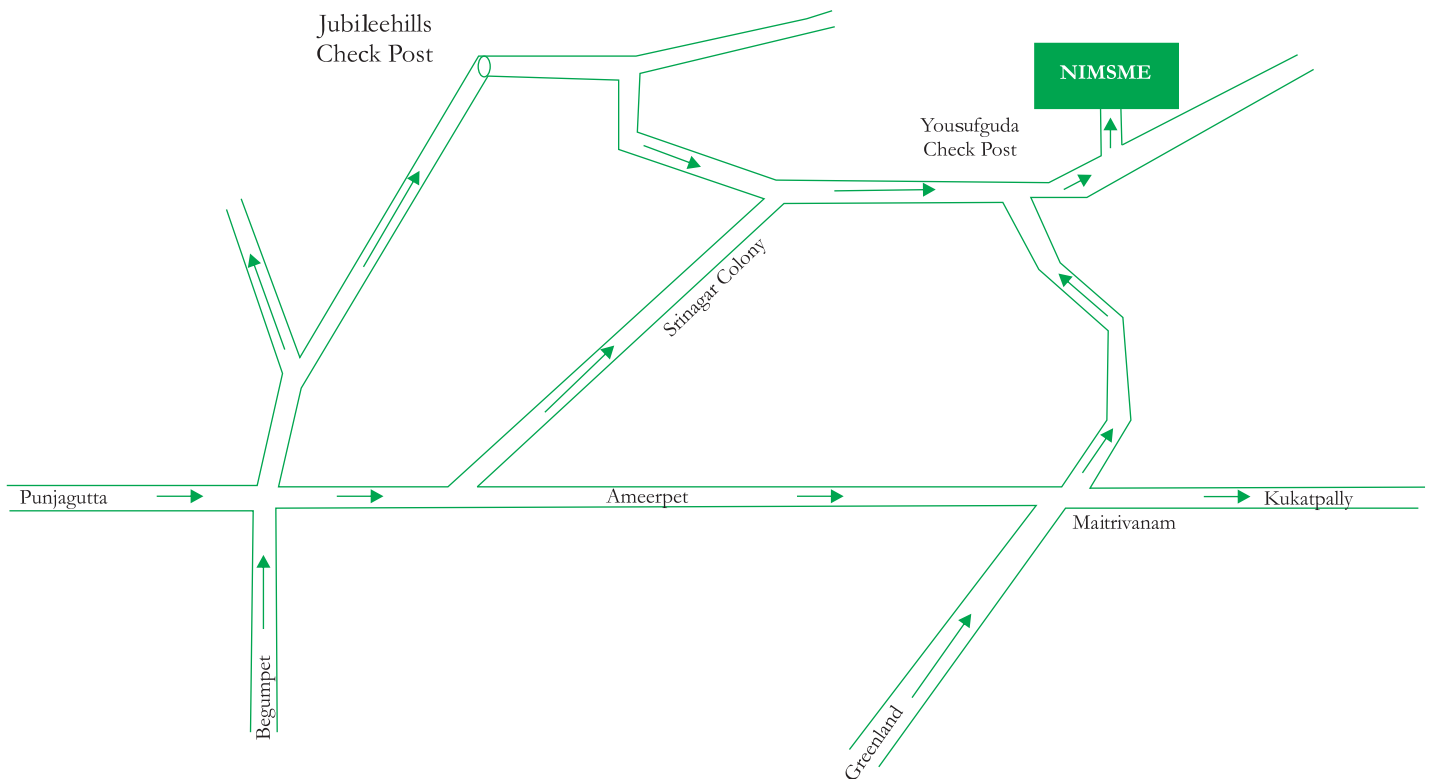 Jubileehills
Check Post
NIMSME
Yousufguda
Check Post
Srinagar Colony
Punjagutta
Ameerpet
Kukatpally
Maitrivanam
Begumpet
Greenland